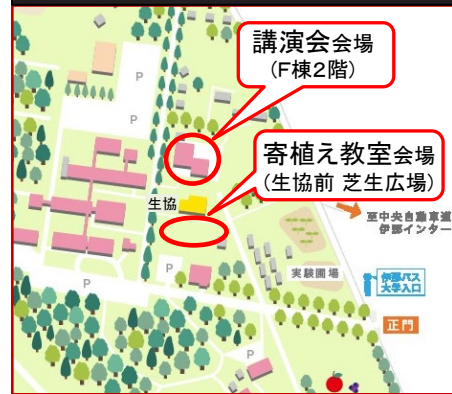 講演会会場
(F棟2階)
P
P
寄植え教室会場
(生協前 芝生広場)
生協
至中央自動車道
伊那インター
実験圃場
伊那バス
大学入口
P
P
正門
P